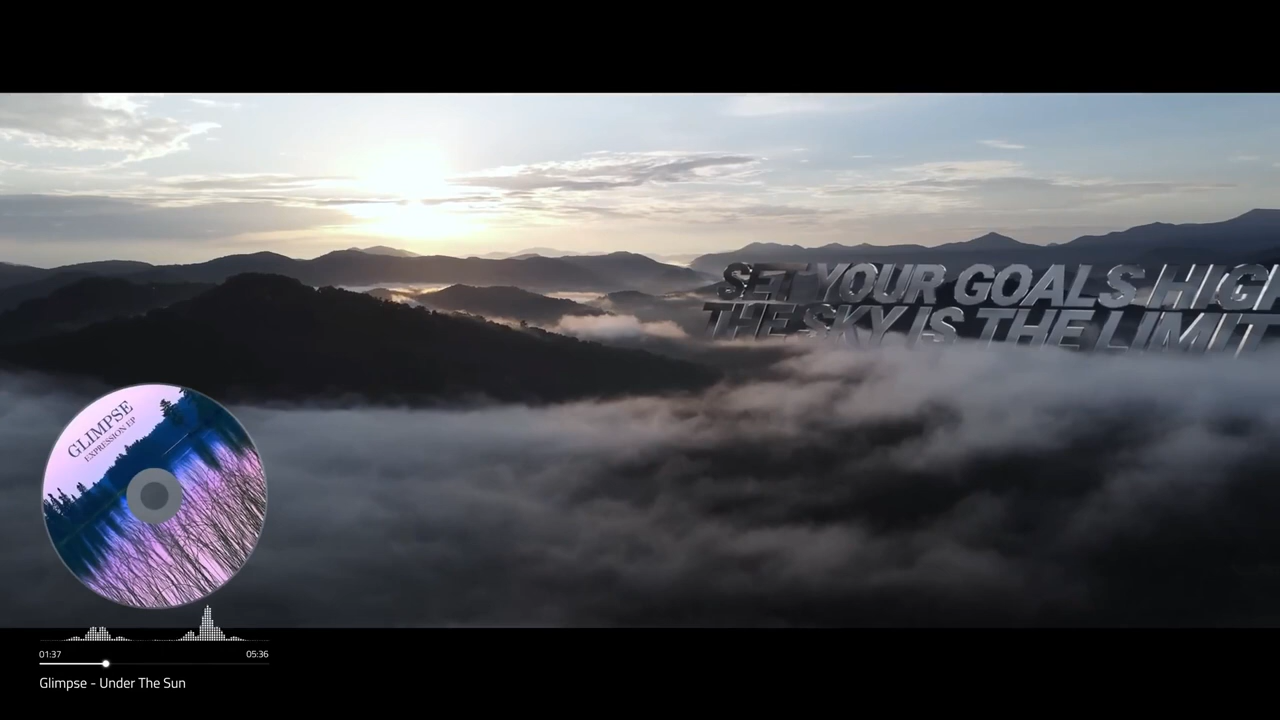 SET YOUR GOALS HIGH
THE SKY IS THE LIMIT
GLIMPSE
EXPRESSION EP
01:37
05:36
Glimpse - Under The Sun